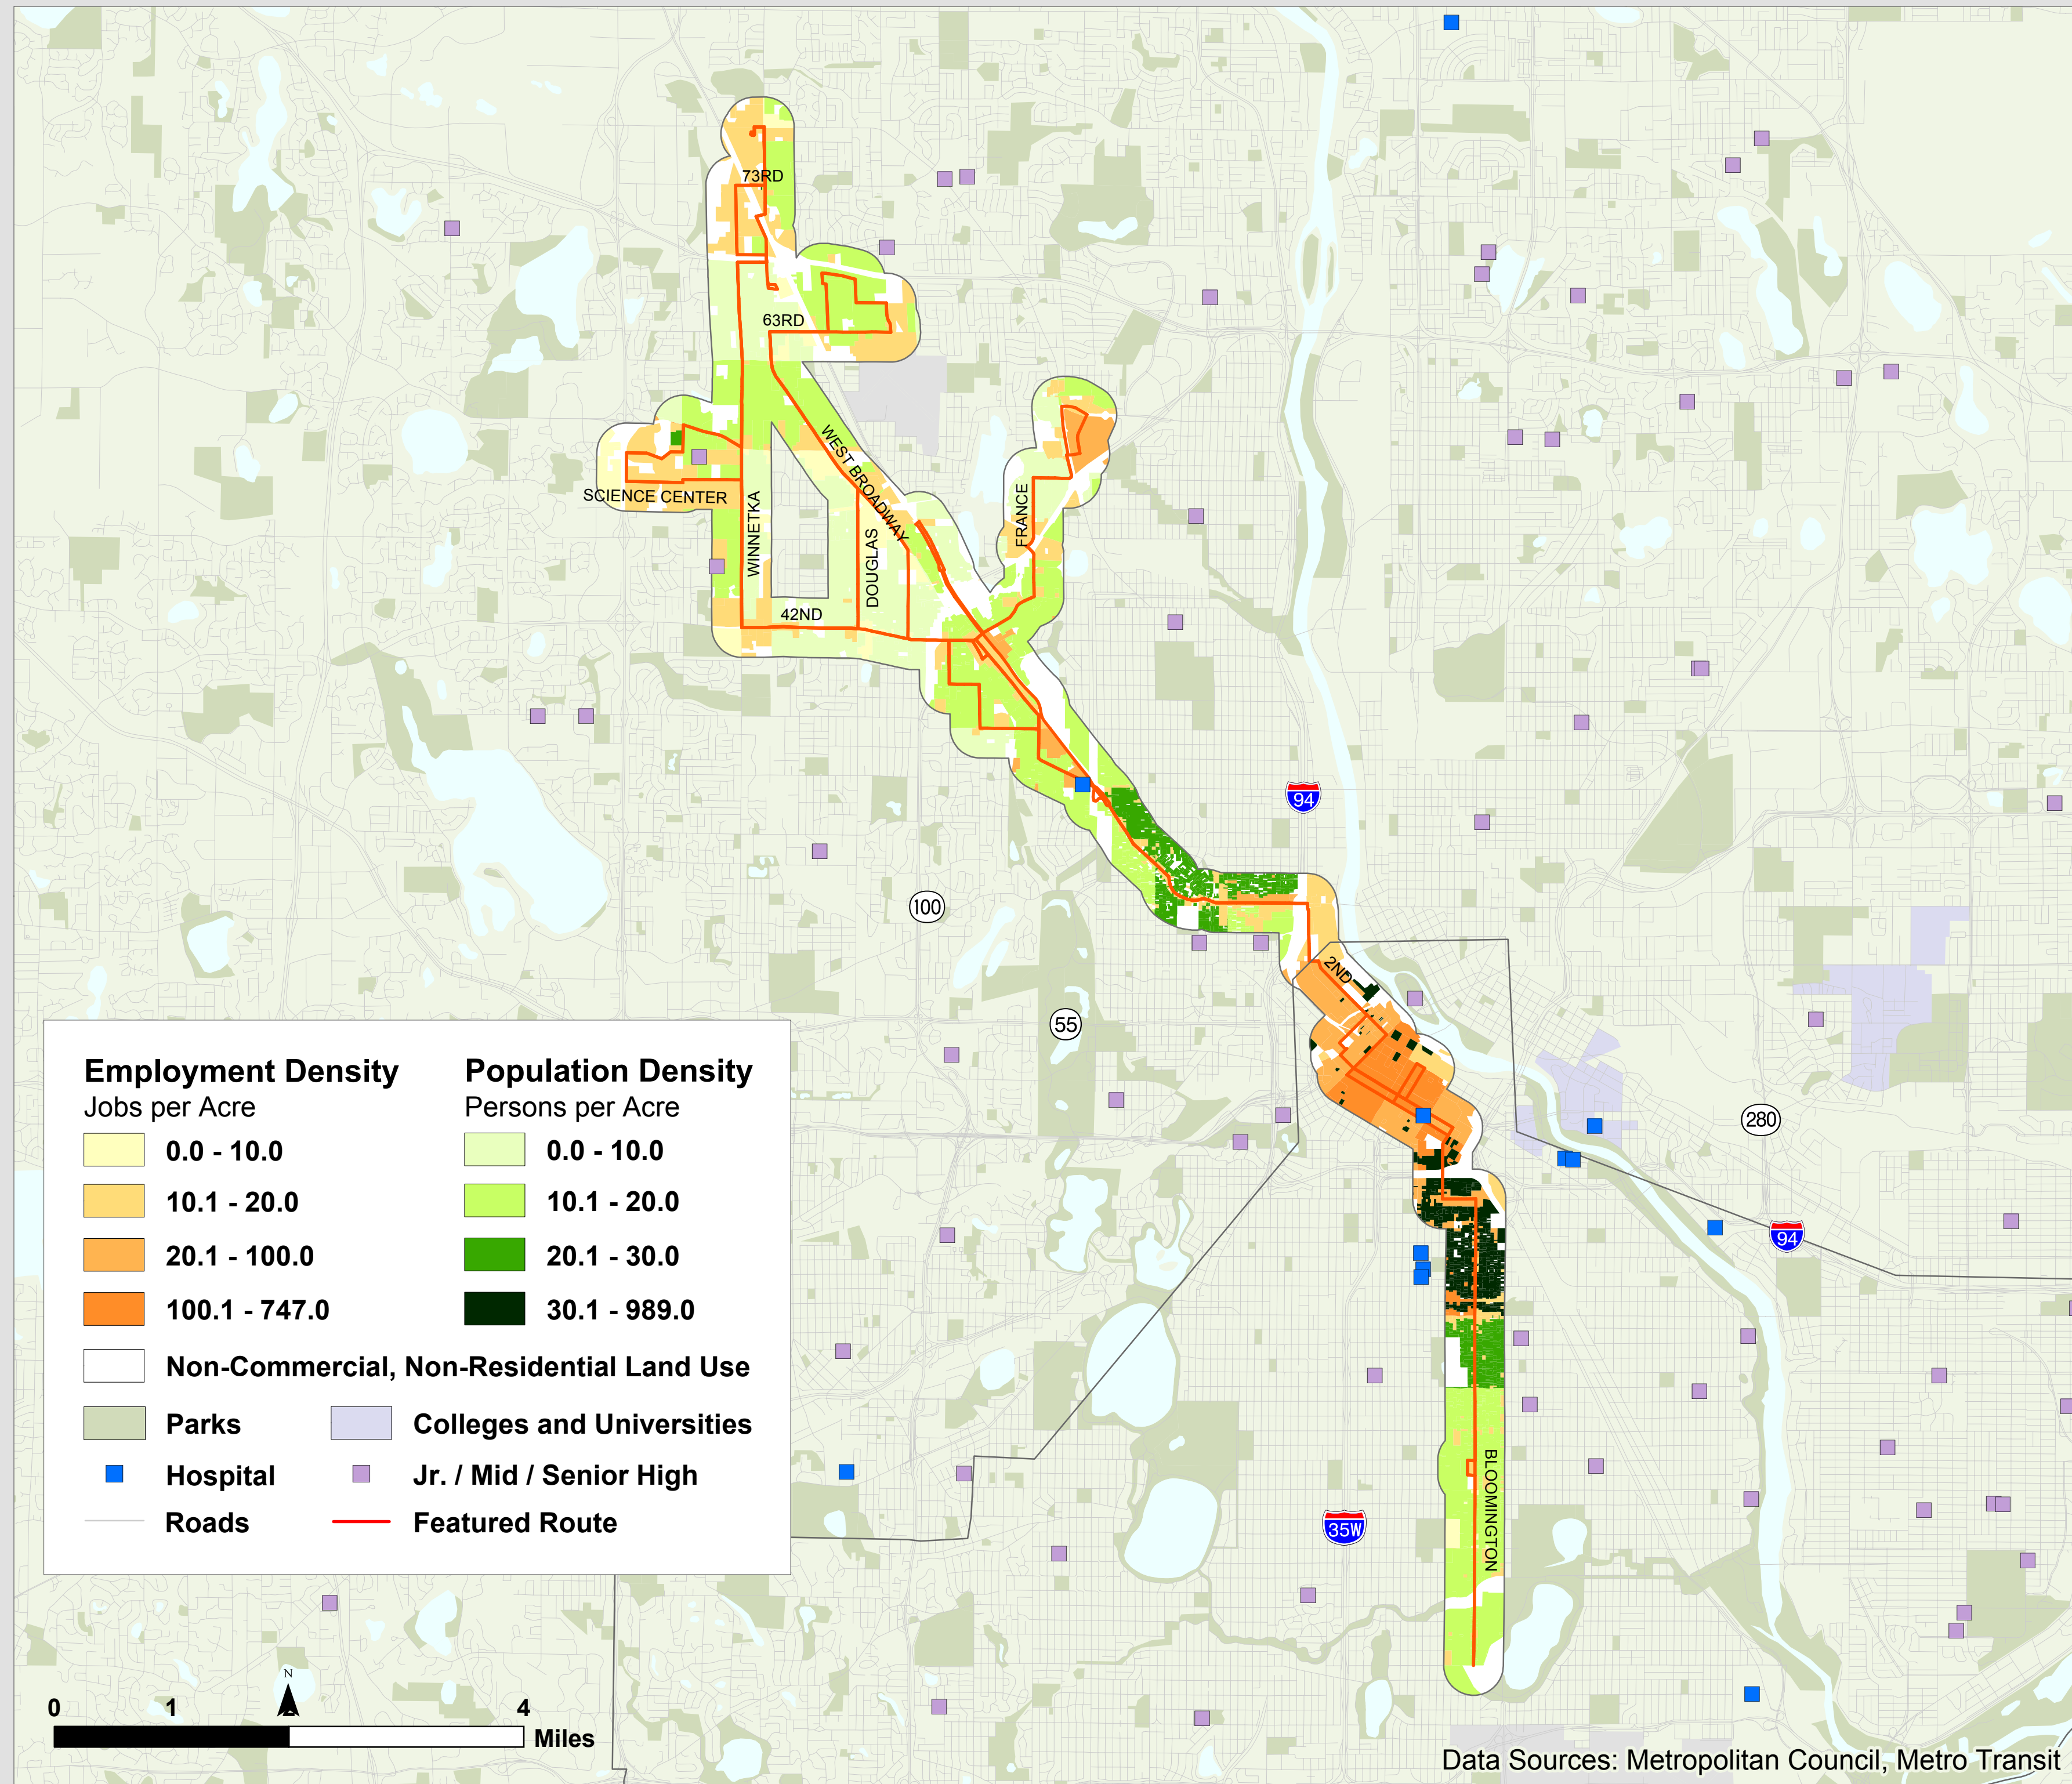 73RD
63RD
WEST BROADWAY
SCIENCE CENTER
WINNETKA
FRANCE
DOUGLAS
42ND
94
100
2ND
55
280
94
BLOOMINGTON
35W
Employment Density
Jobs per Acre
0.0 - 10.0
10.1 - 20.0
20.1 - 100.0
100.1 - 747.0
Population Density
Persons per Acre
0.0 - 10.0
10.1 - 20.0
20.1 - 30.0
30.1 - 989.0
Non-Commercial, Non-Residential Land Use
Parks
Colleges and Universities
Hospital
Jr. / Mid / Senior High
Roads
Featured Route
N
0 1 2 4
Miles
Data Sources: Metropolitan Council, Metro Transit